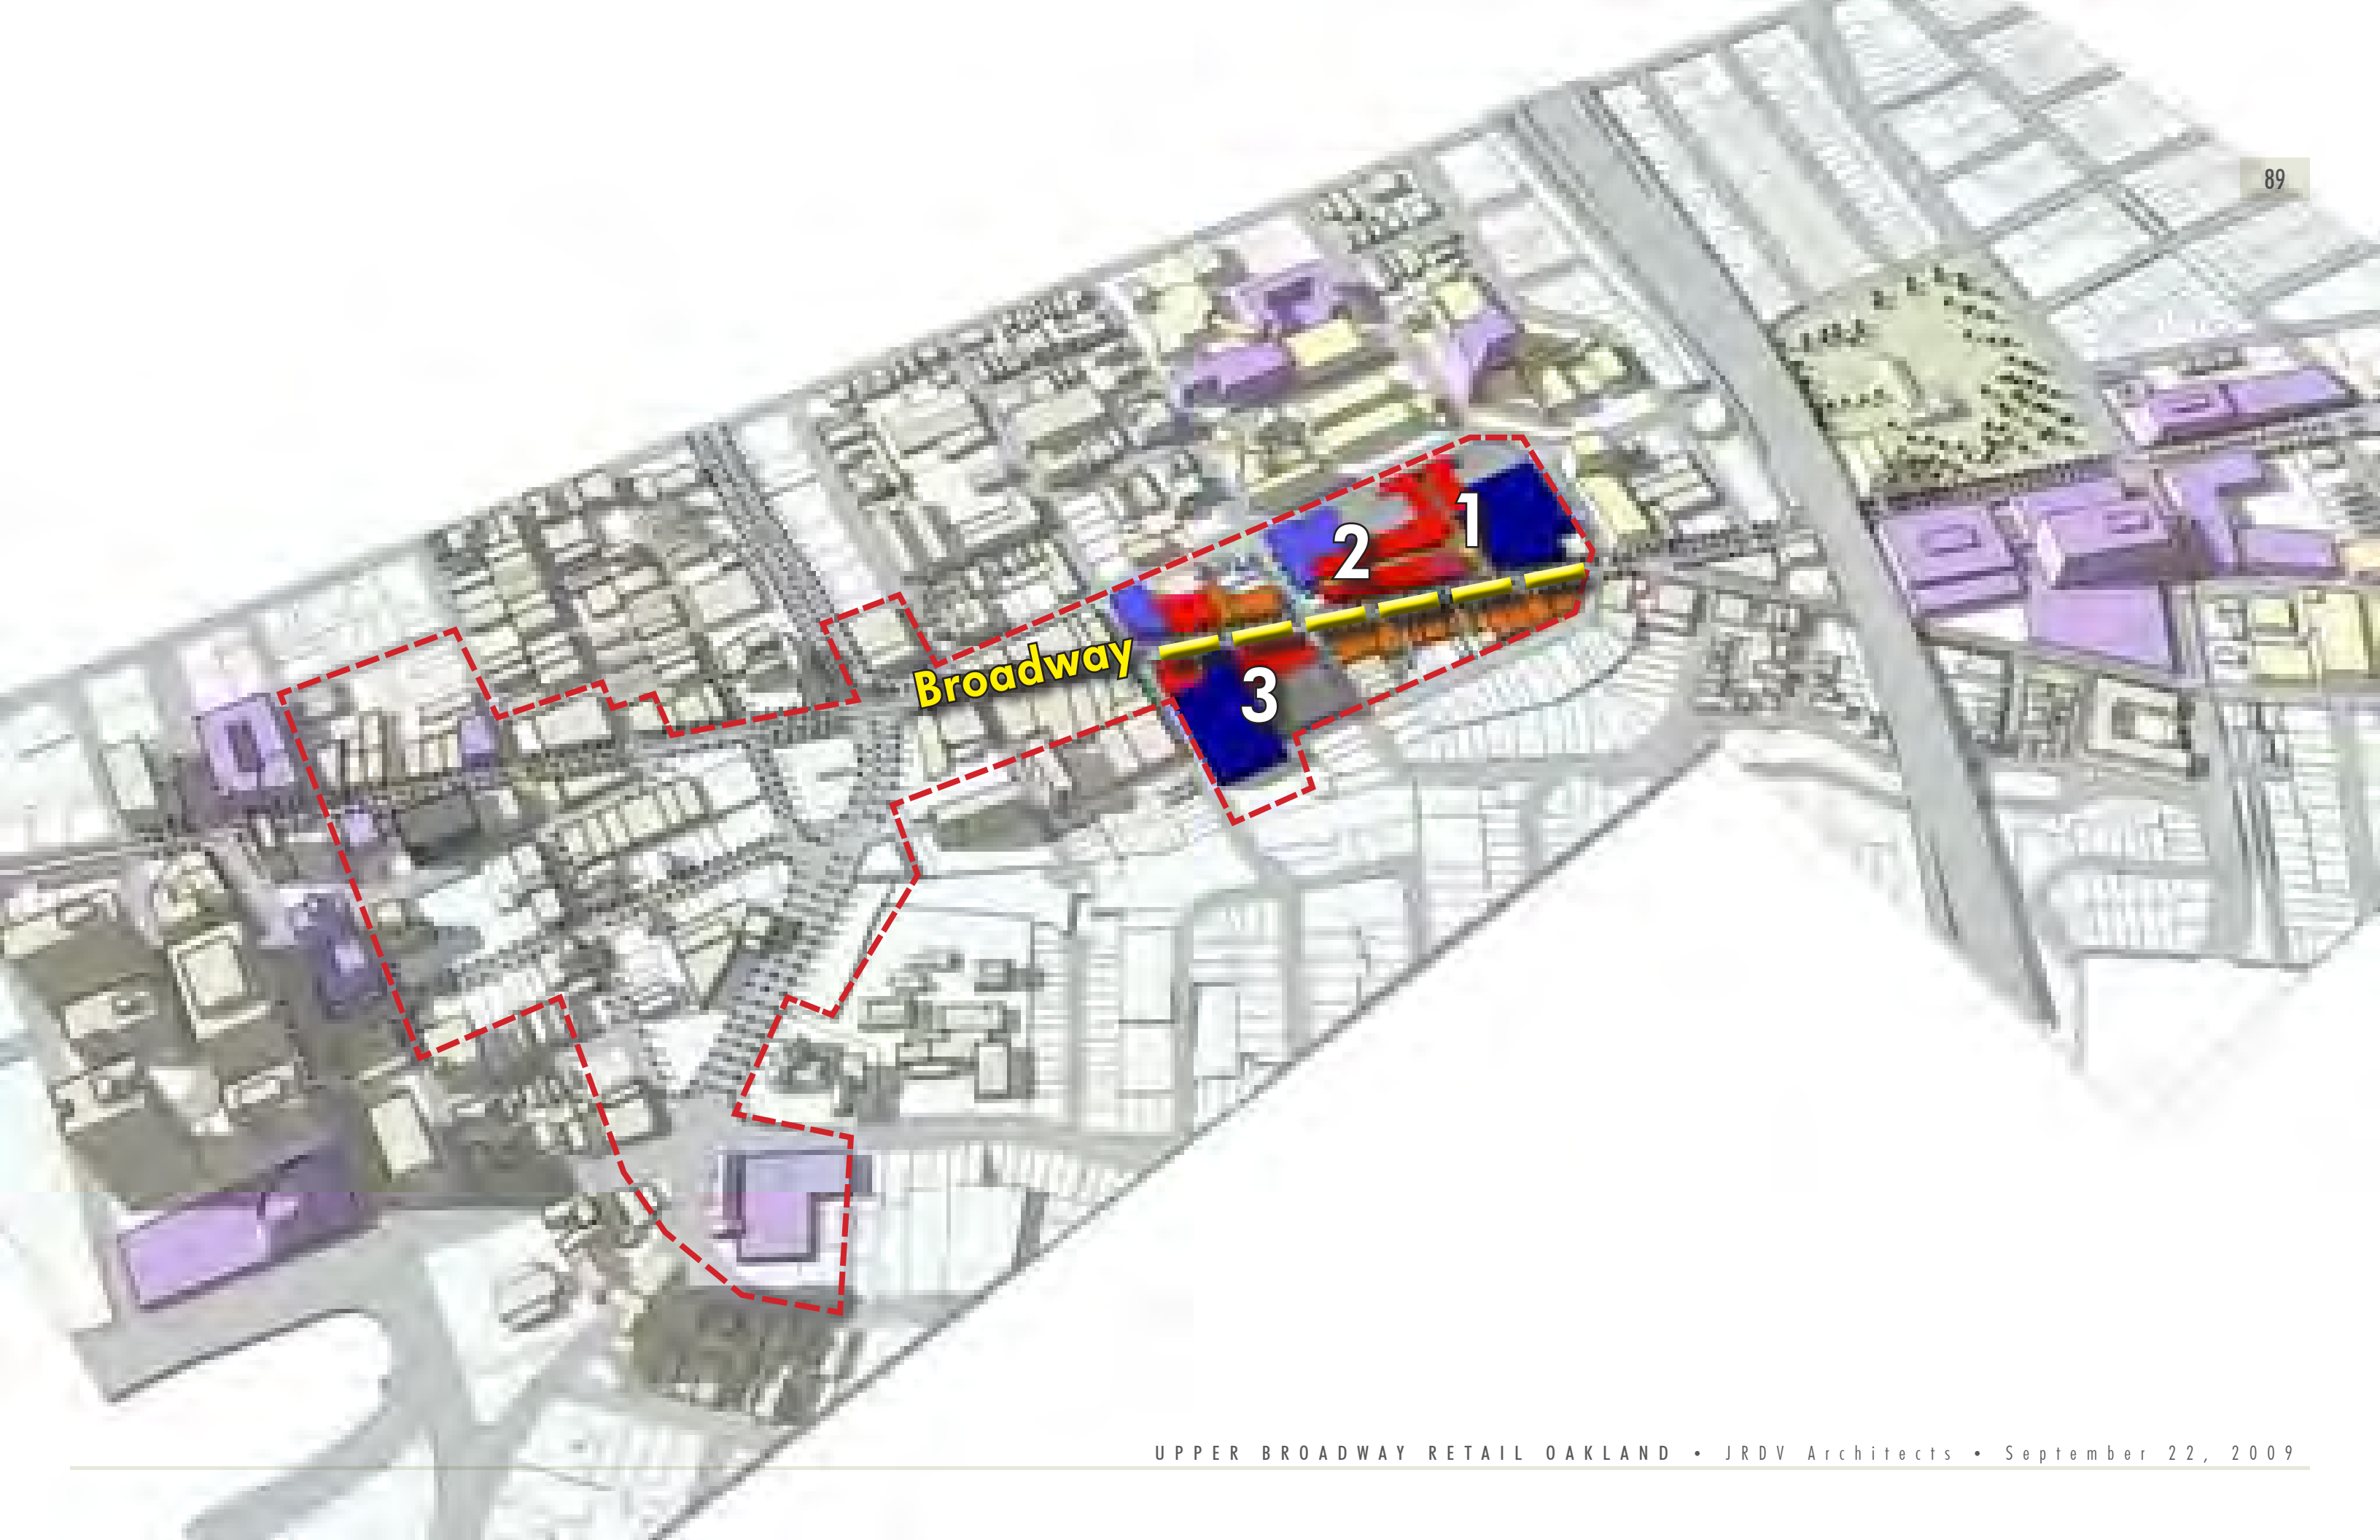 89
1
2
Broadway
3
UPPER BROADWAY RETAIL OAKLAND • JRDV Architects • September 22, 2009